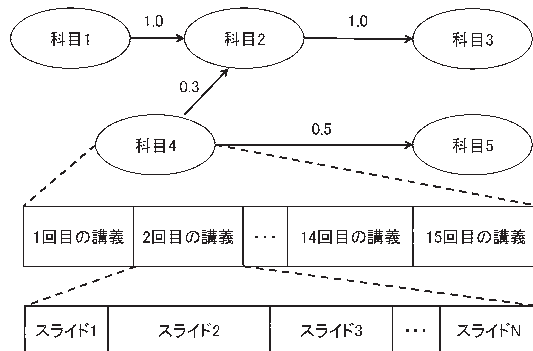 1.0 1.0
科目1 科目2 科目3
0.3
科目4 0.5 科目5
1回目の講義 2回目の講義 ・・・ 14回目の講義 15回目の講義
スライド1 スライド2 スライド3 ・・・ スライドN